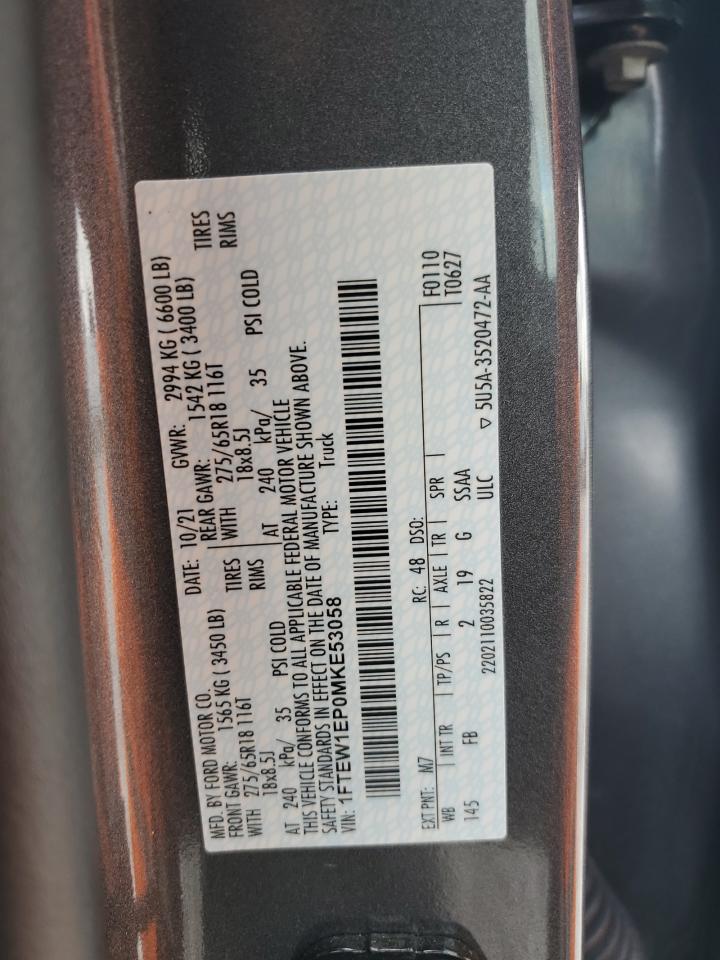 MFD. BY FORD MOTOR CO. DATE: 10/21 GVWR: 2994 KG ( 6600 LB)
FRONT GAWR: 1565 KG ( 3450 LB) REAR GAWR: 1542 KG ( 3400 LB)
WITH 275/65R18 116T TIRES WITH 275/65R18 116T TIRES
18x8.5J RIMS 18x8.5J RIMS
AT 240 kPa/ 35 PSI COLD AT 240 kPa/ 35 PSI COLD
THIS VEHICLE CONFORMS TO ALL APPLICABLE FEDERAL MOTOR VEHICLE
SAFETY STANDARDS IN EFFECT ON THE DATE OF MANUFACTURE SHOWN ABOVE.
VIN: 1FTEW1EP0MKE53058 TYPE: Truck
F0110
EXT PNT: M7 RC: 48 DSO: T0627
WB INT TR TP/PS R AXLE TR SPR
145 FB 2 19 G SSAA
2202110035822 ULC ▽ 5U5A-3520472-AA